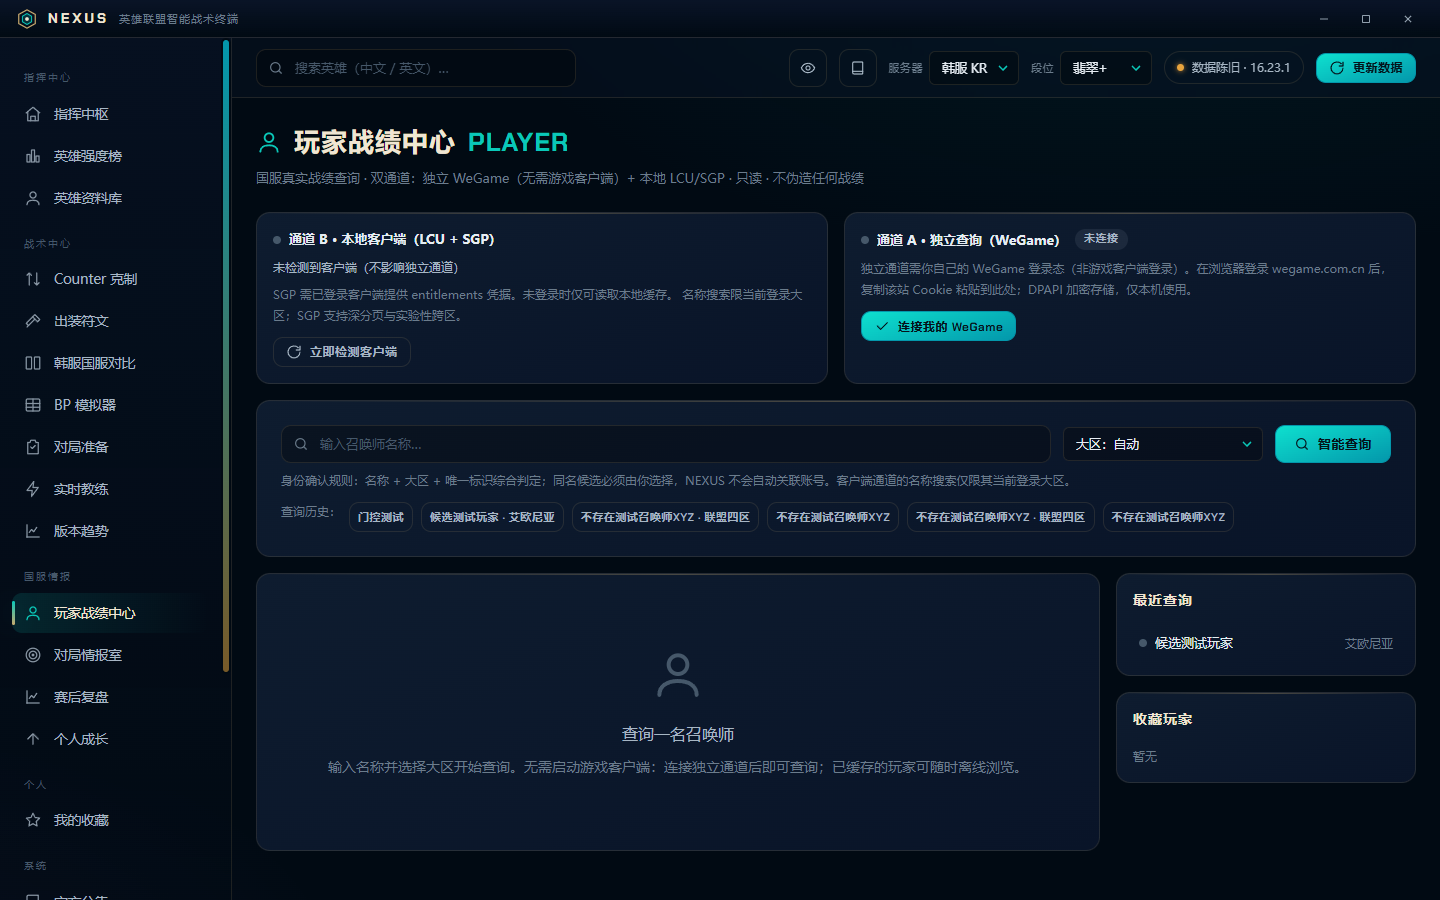 NEXUS 英雄联盟智能战术终端
指挥中心
指挥中枢
英雄强度榜
英雄资料库
战术中心
Counter 克制
出装符文
韩服国服对比
BP 模拟器
对局准备
实时教练
版本趋势
国服情报
玩家战绩中心
对局情报室
赛后复盘
个人成长
个人
我的收藏
系统
搜索英雄（中文 / 英文）...
服务器 韩服 KR 段位 翡翠+ 数据陈旧 · 16.23.1 更新数据
玩家战绩中心 PLAYER
国服真实战绩查询 · 双通道：独立 WeGame（无需游戏客户端）+ 本地 LCU/SGP · 只读 · 不伪造任何战绩
通道 B • 本地客户端（LCU + SGP）
未检测到客户端（不影响独立通道）
SGP 需已登录客户端提供 entitlements 凭据。未登录时仅可读取本地缓存。 名称搜索限当前登录大
区；SGP 支持深分页与实验性跨区。
立即检测客户端
通道 A • 独立查询（WeGame） 未连接
独立通道需你自己的 WeGame 登录态（非游戏客户端登录）。在浏览器登录 wegame.com.cn 后，
复制该站 Cookie 粘贴到此处；DPAPI 加密存储，仅本机使用。
连接我的 WeGame
输入召唤师名称... 大区：自动 智能查询
身份确认规则：名称 + 大区 + 唯一标识综合判定；同名候选必须由你选择，NEXUS 不会自动关联账号。客户端通道的名称搜索仅限其当前登录大区。
查询历史： 门控测试 候选测试玩家 · 艾欧尼亚 不存在测试召唤师XYZ · 联盟四区 不存在测试召唤师XYZ 不存在测试召唤师XYZ · 联盟四区 不存在测试召唤师XYZ
查询一名召唤师
输入名称并选择大区开始查询。无需启动游戏客户端：连接独立通道后即可查询；已缓存的玩家可随时离线浏览。
最近查询
候选测试玩家 艾欧尼亚
收藏玩家
暂无